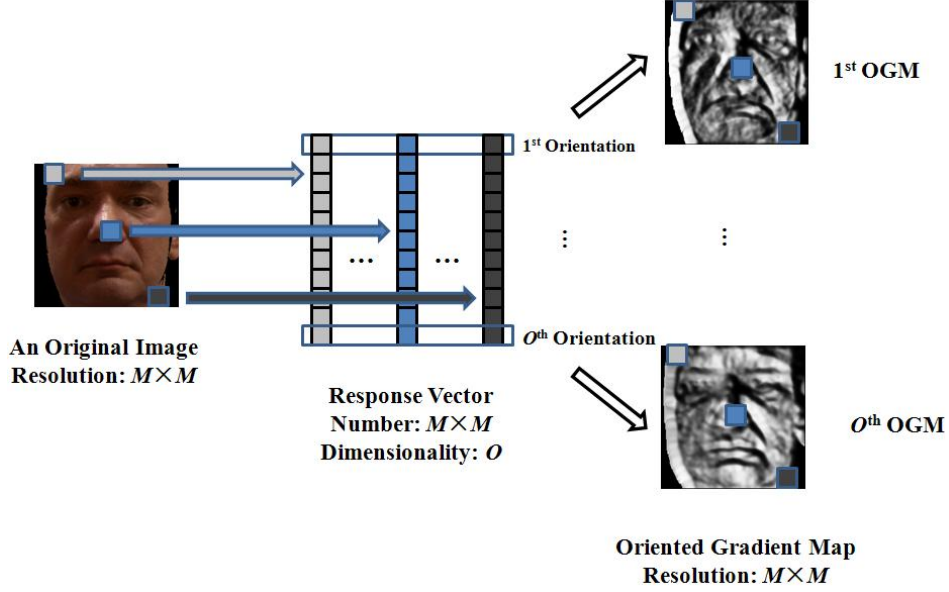 1st OGM
1st Orientation
...
...
⋮
⋮
Oth Orientation
An Original Image
Resolution: M×M
Response Vector
Number: M×M
Dimensionality: O
Oth OGM
Oriented Gradient Map
Resolution: M×M